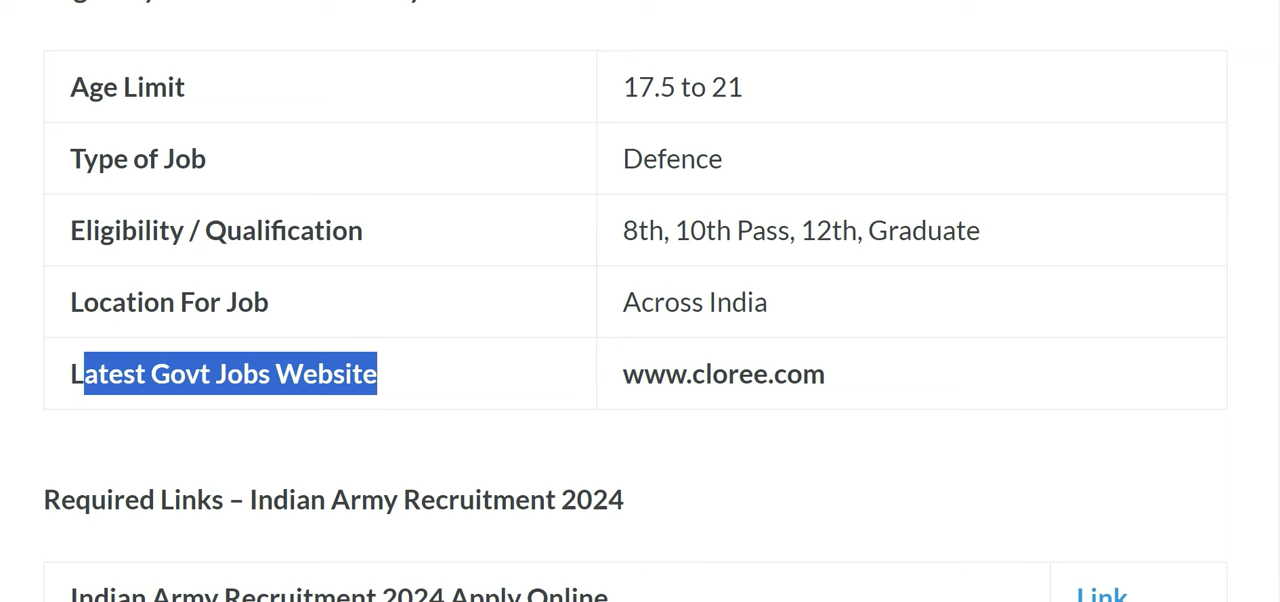 Age Limit 17.5 to 21
Type of Job Defence
Eligibility / Qualification 8th, 10th Pass, 12th, Graduate
Location For Job Across India
Latest Govt Jobs Website www.cloree.com
Required Links – Indian Army Recruitment 2024
Indian Army Recruitment 2024 Apply Online Link